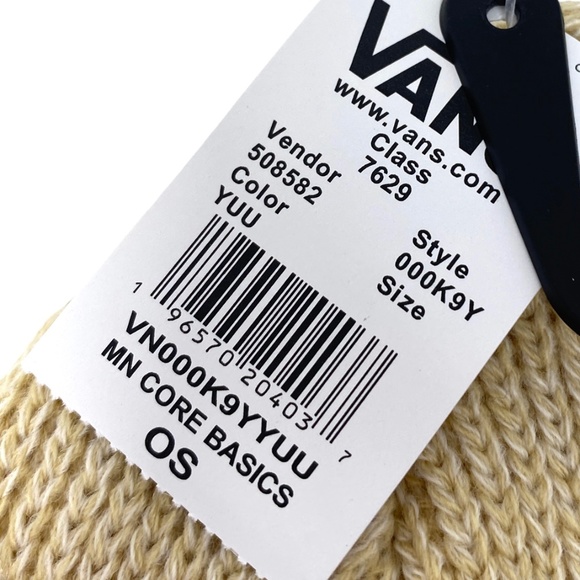 VANS
www.vans.com
Class
7629
Vendor
508582
Color
YUU
Style
000K9Y
Size
1 96570 20403 7
VN000K9YYUU
MN CORE BASICS
OS